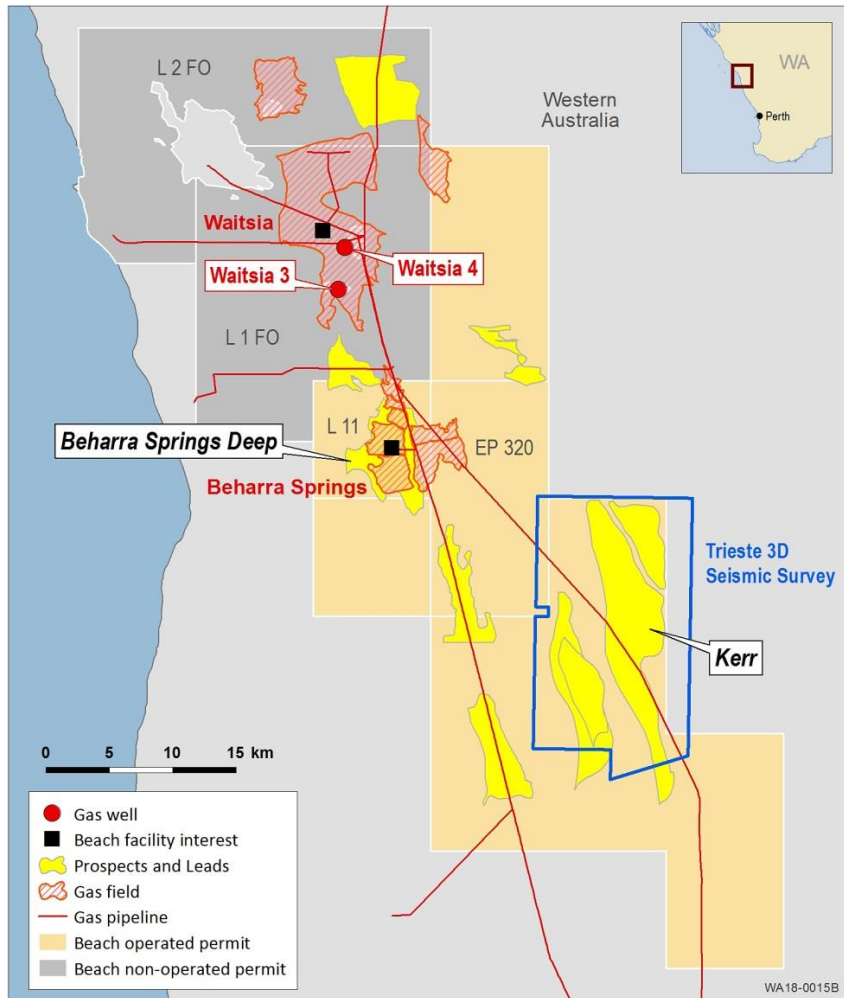 L 2 FO
Western
Australia
WA
Perth
Waitsia
Waitsia 4
Waitsia 3
L 1 FO
L 11
Beharra Springs Deep
EP 320
Beharra Springs
Trieste 3D
Seismic Survey
Kerr
0 5 10 15 km
Gas well
Beach facility interest
Prospects and Leads
Gas field
Gas pipeline
Beach operated permit
Beach non-operated permit
WA18-0015B